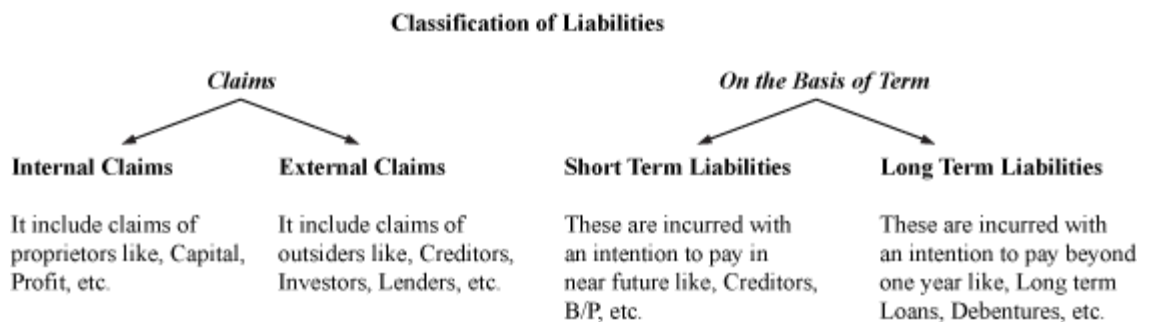 Classification of Liabilities
Claims
On the Basis of Term
Internal Claims
It include claims of
proprietors like, Capital,
Profit, etc.
External Claims
It include claims of
outsiders like, Creditors,
Investors, Lenders, etc.
Short Term Liabilities
These are incurred with
an intention to pay in
near future like, Creditors,
B/P, etc.
Long Term Liabilities
These are incurred with
an intention to pay beyond
one year like, Long term
Loans, Debentures, etc.